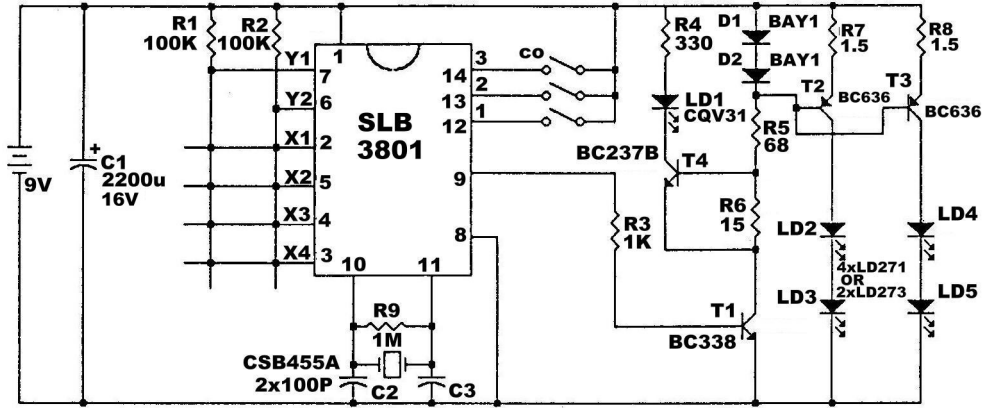 R1
100K
R2
100K
Y1
7
Y2
6
X1
2
X2
5
X3
4
X4
3
1
SLB
3801
14
13
12
9
8
10
11
3
2
1
CO
9V
+
C1
2200u
16V
R9
1M
CSB455A
2x100P
C2
C3
R3
1K
R4
330
LD1
CQV31
BC237B
T4
D1
BAY1
D2
BAY1
R5
68
R6
15
T1
BC338
R7
1.5
T2
BC636
R8
1.5
T3
BC636
LD2
LD4
4xLD271
OR
2xLD273
LD3
LD5